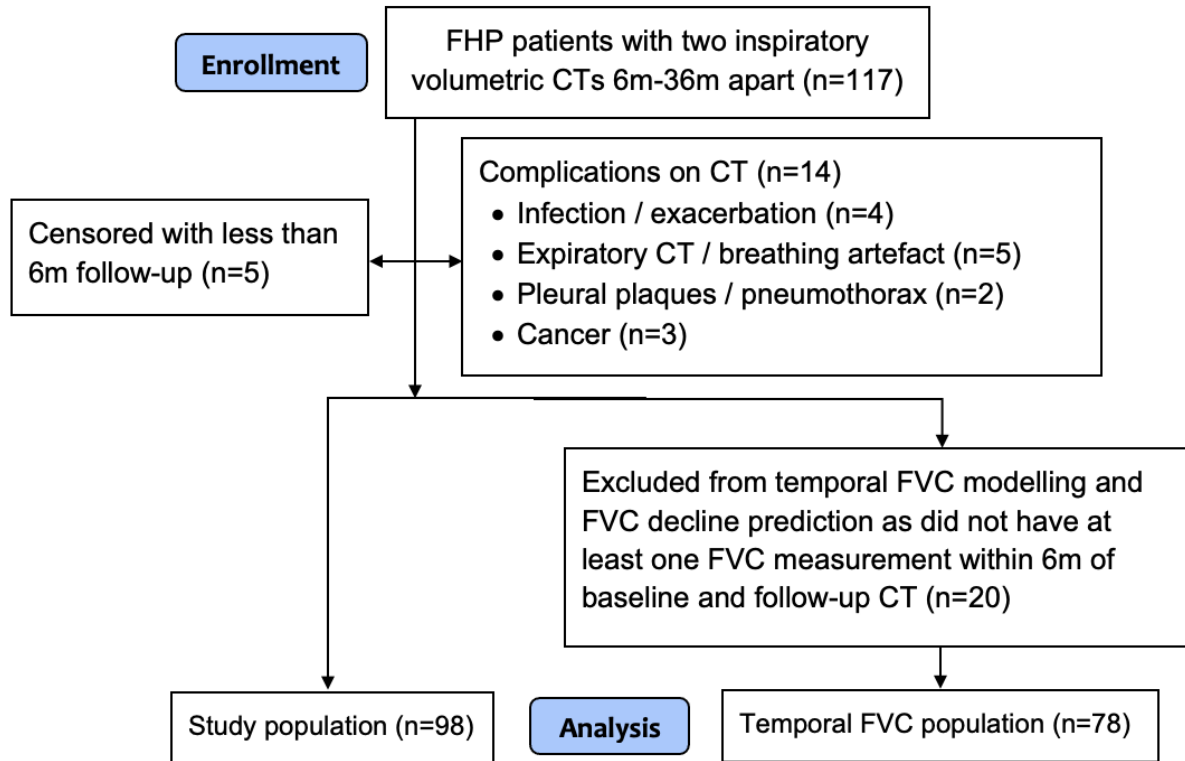 Enrollment
FHP patients with two inspiratory
volumetric CTs 6m-36m apart (n=117)
Censored with less than
6m follow-up (n=5)
Complications on CT (n=14)
• Infection / exacerbation (n=4)
• Expiratory CT / breathing artefact (n=5)
• Pleural plaques / pneumothorax (n=2)
• Cancer (n=3)
Excluded from temporal FVC modelling and
FVC decline prediction as did not have at
least one FVC measurement within 6m of
baseline and follow-up CT (n=20)
Study population (n=98)
Analysis
Temporal FVC population (n=78)